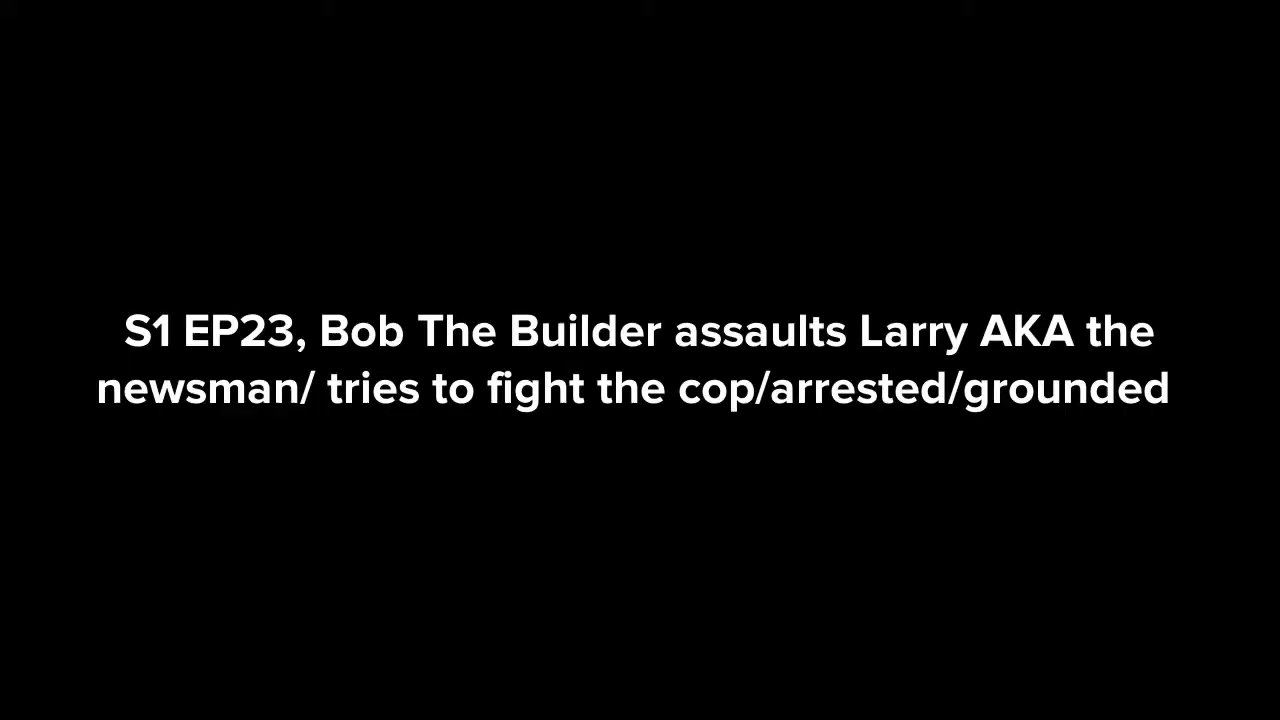 S1 EP23, Bob The Builder assaults Larry AKA the
newsman/ tries to fight the cop/arrested/grounded